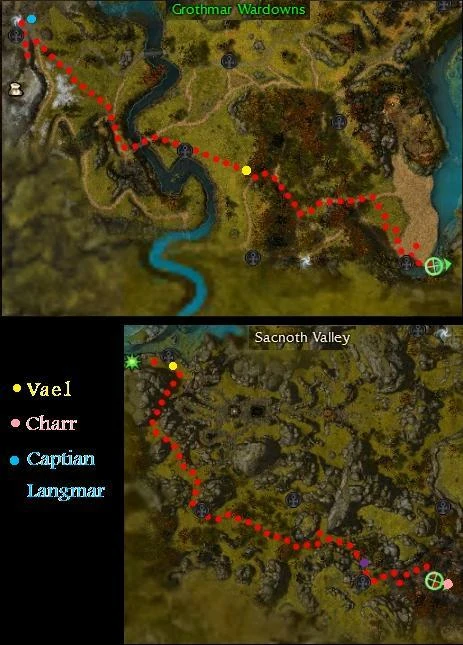 Grothmar Wardowns
Sacnoth Valley
Vael
Charr
Captian
Langmar